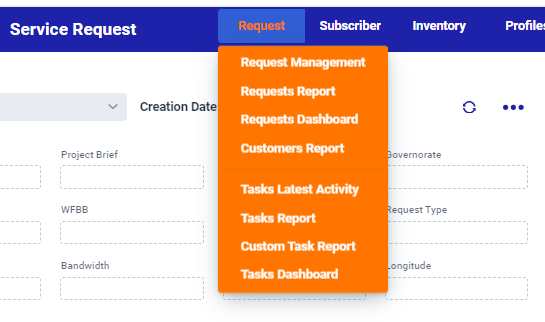 Service Request
Request
Subscriber
Inventory
Profiles
Request Management
Requests Report
Requests Dashboard
Customers Report
Tasks Latest Activity
Tasks Report
Custom Task Report
Tasks Dashboard
Creation Date
Project Brief
Governorate
WFBB
Request Type
Bandwidth
Longitude